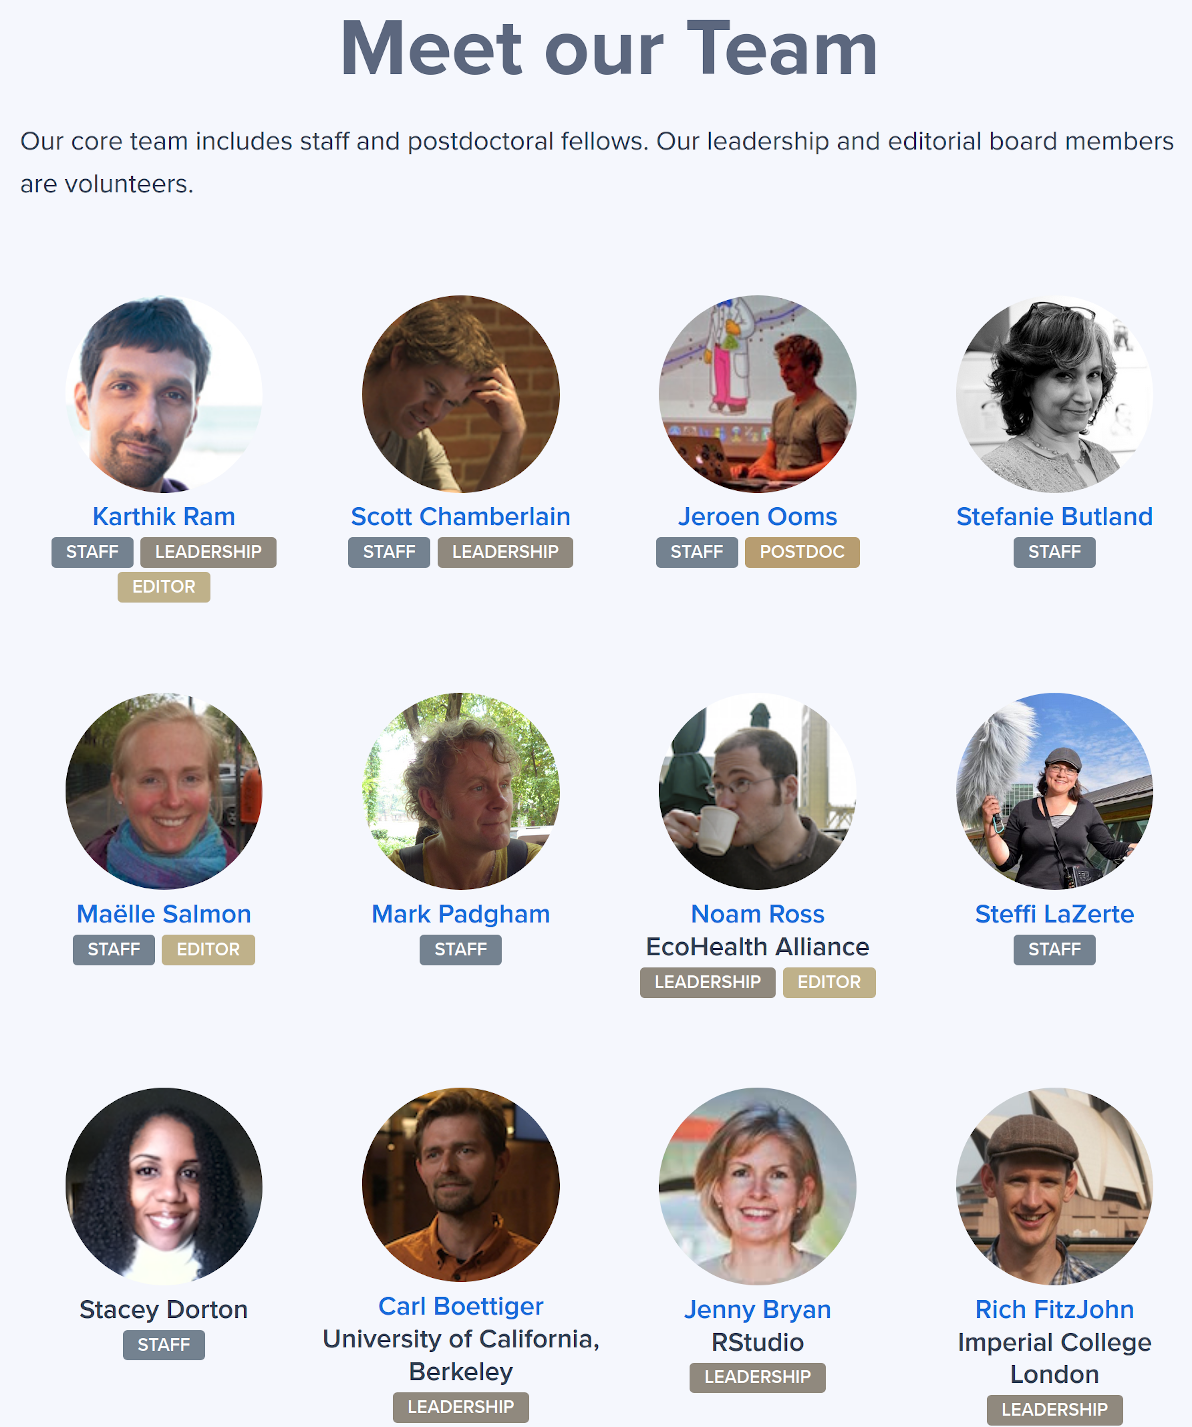 Meet our Team
Our core team includes staff and postdoctoral fellows. Our leadership and editorial board members
are volunteers.
Karthik Ram
STAFF LEADERSHIP
EDITOR
Scott Chamberlain
STAFF LEADERSHIP
Jeroen Ooms
STAFF POSTDOC
Stefanie Butland
STAFF
Maëlle Salmon
STAFF EDITOR
Mark Padgham
STAFF
Noam Ross
EcoHealth Alliance
LEADERSHIP EDITOR
Steffi LaZerte
STAFF
Stacey Dorton
STAFF
Carl Boettiger
University of California,
Berkeley
LEADERSHIP
Jenny Bryan
RStudio
LEADERSHIP
Rich FitzJohn
Imperial College
London
LEADERSHIP